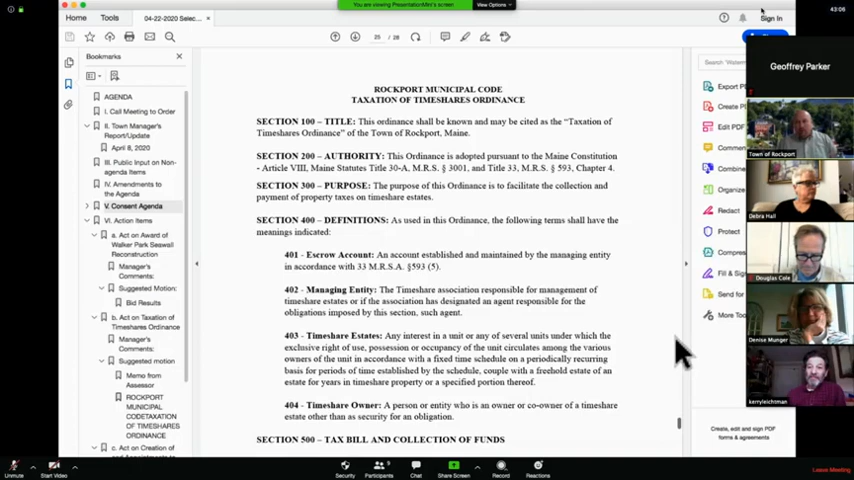 You are viewing PresentationMini's screen
View Options
43:06
Home
Tools
04-22-2020 Selec...
×
Sign In
25 / 28
Bookmarks
×
AGENDA
I. Call Meeting to Order
II. Town Manager's
Report/Update
April 8, 2020
III. Public Input on Non-
agenda Items
IV. Amendments to
the Agenda
V. Consent Agenda
VI. Action Items
a. Act on Award of
Walker Park Seawall
Reconstruction
Manager's
Comments:
Suggested Motion:
Bid Results
b. Act on Taxation of
Timeshares Ordinance
Manager's
Comments:
Suggested motion
Memo from
Assessor
ROCKPORT
MUNICIPAL
CODETAXATION
OF TIMESHARES
ORDINANCE
c. Act on Creation of
ROCKPORT MUNICIPAL CODE
TAXATION OF TIMESHARES ORDINANCE
SECTION 100 – TITLE: This ordinance shall be known and may be cited as the "Taxation of
Timeshares Ordinance" of the Town of Rockport, Maine.
SECTION 200 – AUTHORITY: This Ordinance is adopted pursuant to the Maine Constitution
- Article VIII, Maine Statutes Title 30-A, M.R.S. § 3001, and Title 33, M.R.S. § 593, Chapter 4.
SECTION 300 – PURPOSE: The purpose of this Ordinance is to facilitate the collection and
payment of property taxes on timeshare estates.
SECTION 400 – DEFINITIONS: As used in this Ordinance, the following terms shall have the
meanings indicated:
401 - Escrow Account: An account established and maintained by the managing entity
in accordance with 33 M.R.S.A. §593 (5).
402 - Managing Entity: The Timeshare association responsible for management of
timeshare estates or if the association has designated an agent responsible for the
obligations imposed by this section, such agent.
403 - Timeshare Estates: Any interest in a unit or any of several units under which the
exclusive right of use, possession or occupancy of the unit circulates among the various
owners of the unit in accordance with a fixed time schedule on a periodically recurring
basis for periods of time established by the schedule, couple with a freehold estate of an
estate for years in timeshare property or a specified portion thereof.
404 - Timeshare Owner: A person or entity who is an owner or co-owner of a timeshare
estate other than as security for an obligation.
SECTION 500 – TAX BILL AND COLLECTION OF FUNDS
Export P
Create P
Edit PD
Comme
Combin
Organiz
Redact
Protect
Compres
Fill & Sig
Send for
More Too
Create, edit and sign PDF
forms & agreements
Geoffrey Parker
Town of Rockport
Debra Hall
Douglas Cole
Denise Munger
kerryleichtman
Unmute
Start Video
Security
Participants
Chat
Share Screen
Record
Reactions
Leave Meeting